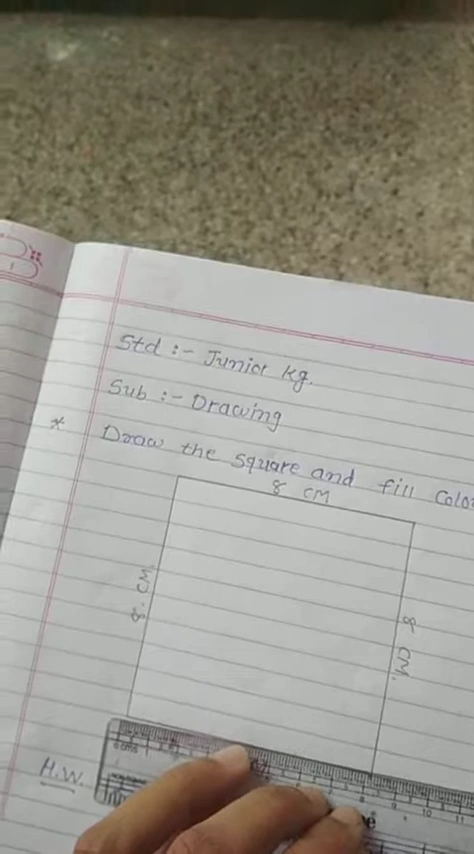 Std :- Junior Kg.
Sub :- Drawing
* Draw the square and fill
8 CM
8 CM.
8 CM.
H.W.